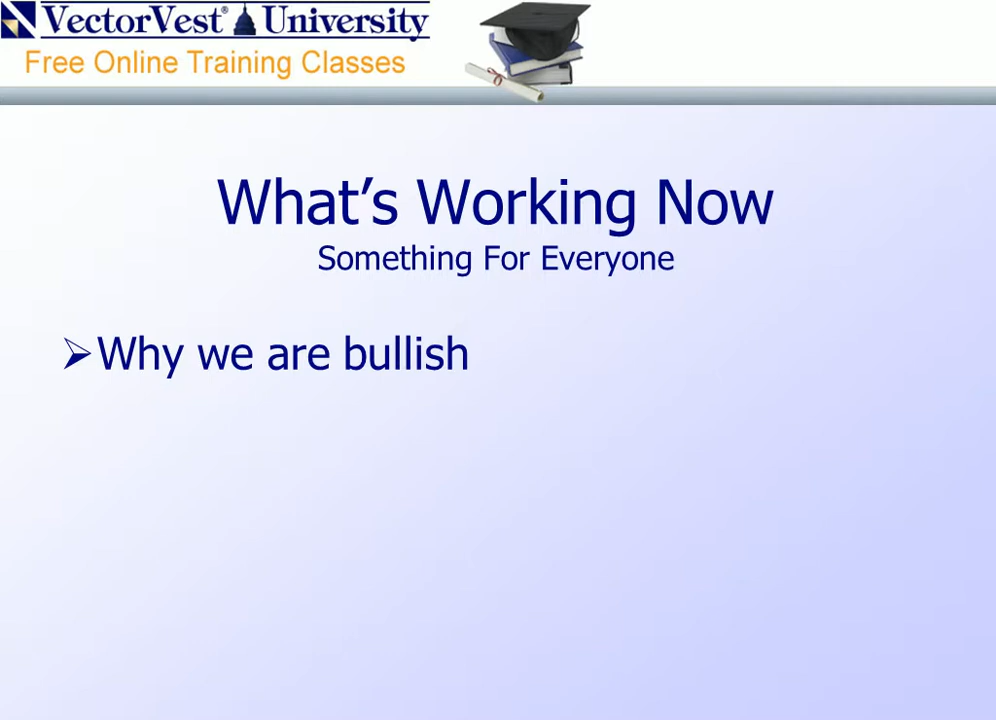 VectorVest® University
Free Online Training Classes
What's Working Now
Something For Everyone
Why we are bullish